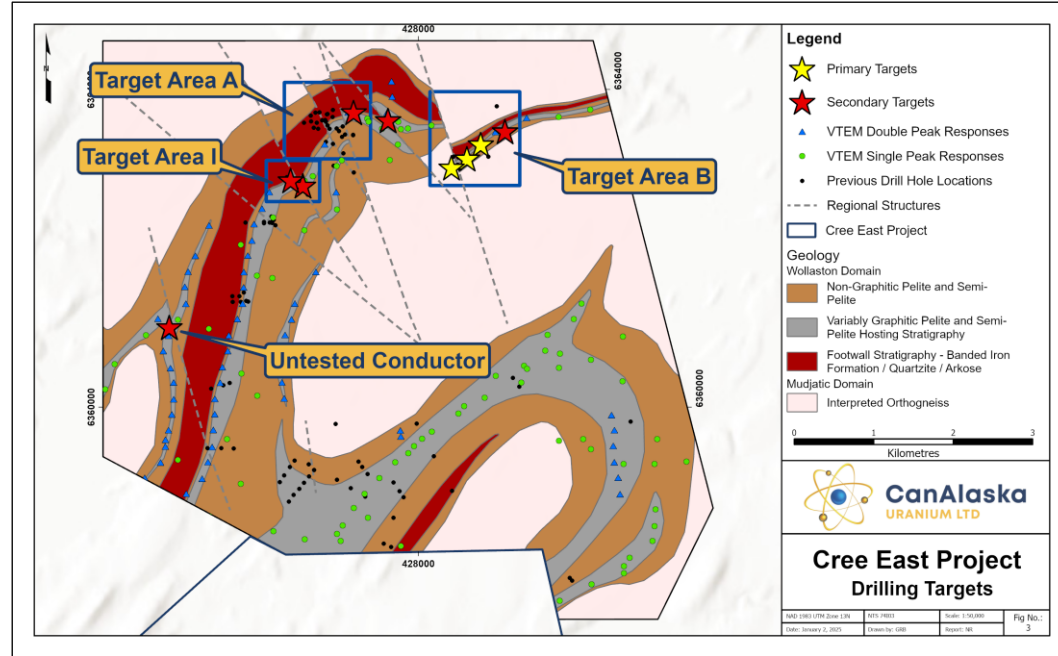 428000
6364000
6364000
N
Target Area A
Target Area I
Target Area B
Untested Conductor
6360000
6360000
428000
Legend
Primary Targets
Secondary Targets
VTEM Double Peak Responses
VTEM Single Peak Responses
Previous Drill Hole Locations
Regional Structures
Cree East Project
Geology
Wollaston Domain
Non-Graphitic Pelite and Semi-
Pelite
Variably Graphitic Pelite and Semi-
Pelite Hosting Stratigraphy
Footwall Stratigraphy - Banded Iron
Formation / Quartzite / Arkose
Mudjatic Domain
Interpreted Orthogneiss
0 1 2 3
Kilometres
CanAlaska
URANIUM LTD
Cree East Project
Drilling Targets
NAD 1983 UTM Zone 13N
Scale: 1:50,000
Fig No.:
3
Date: January 2, 2025
Drawn by: GRB
Report: NR